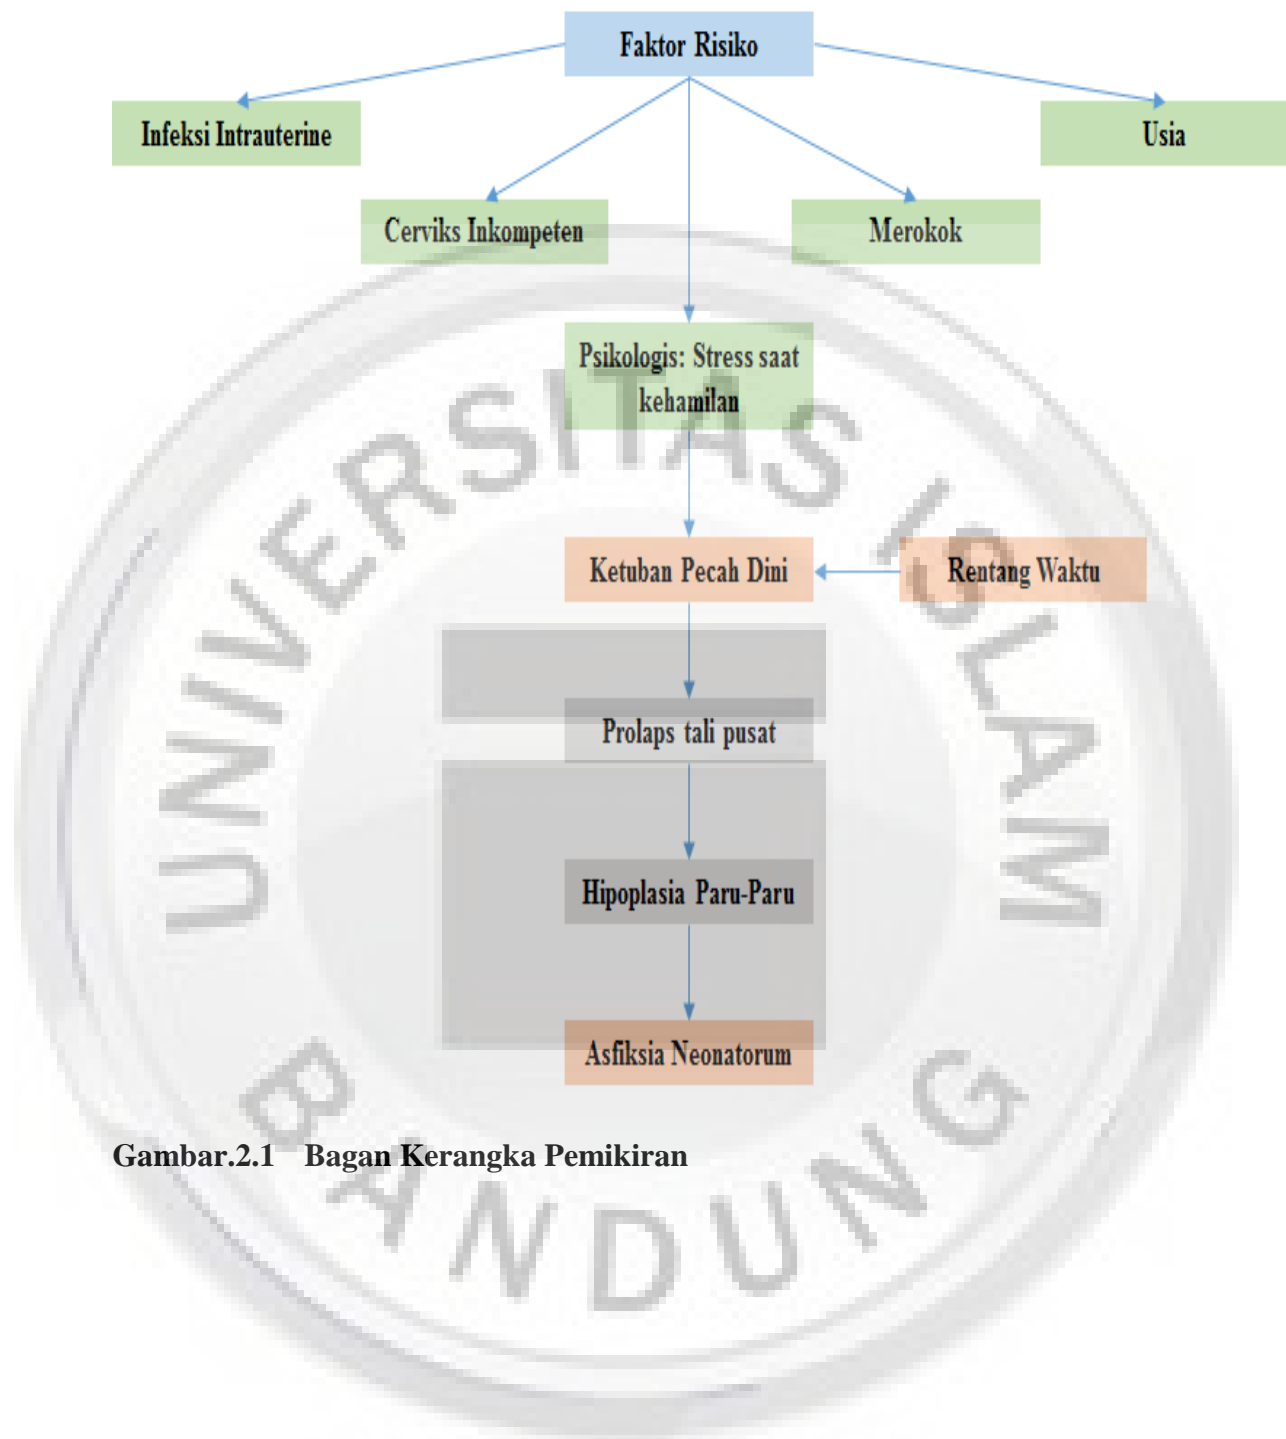 Faktor Risiko
Infeksi Intrauterine
Usia
Cerviks Inkompeten
Merokok
Psikologis: Stress saat
kehamilan
Ketuban Pecah Dini
Rentang Waktu
Prolaps tali pusat
Hipoplasia Paru-Paru
Asfiksia Neonatorum
Gambar.2.1 Bagan Kerangka Pemikiran
UNIVERSITAS ISLAM
BANDUNG